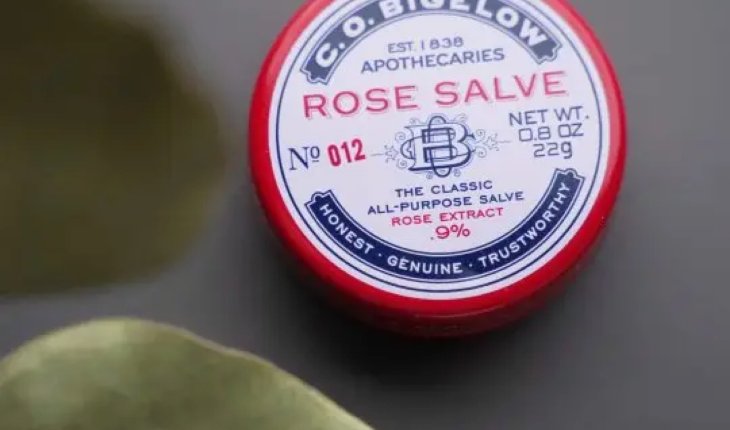 C.O. BIGELOW
EST. 1838
APOTHECARIES
ROSE SALVE
Nº 012
NET WT.
0.8 OZ
22g
THE CLASSIC
ALL-PURPOSE SALVE
ROSE EXTRACT
.9%
HONEST · GENUINE · TRUSTWORTHY